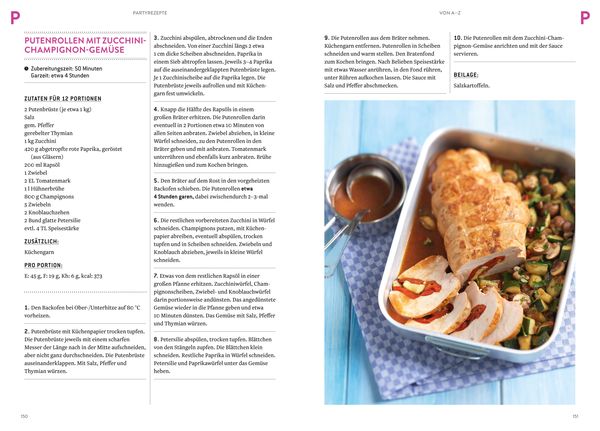 P
PARTYREZEPTE
PUTENROLLEN MIT ZUCCHINI-
CHAMPIGNON-GEMÜSE
Zubereitungszeit: 50 Minuten
Garzeit: etwa 4 Stunden
ZUTATEN FÜR 12 PORTIONEN
2 Putenbrüste (je etwa 1 kg)
Salz
gem. Pfeffer
gerebelter Thymian
1 kg Zucchini
420 g abgetropfte rote Paprika, geröstet
(aus Gläsern)
200 ml Rapsöl
1 Zwiebel
2 EL Tomatenmark
1 l Hühnerbrühe
800 g Champignons
3 Zwiebeln
2 Knoblauchzehen
2 Bund glatte Petersilie
evtl. 4 TL Speisestärke
ZUSÄTZLICH:
Küchengarn
PRO PORTION:
E: 45 g, F: 19 g, Kh: 6 g, kcal: 373
1. Den Backofen bei Ober-/Unterhitze auf 80 °C
vorheizen.
2. Putenbrüste mit Küchenpapier trocken tupfen.
Die Putenbrüste jeweils mit einem scharfen
Messer der Länge nach in der Mitte aufschneiden,
aber nicht ganz durchschneiden. Die Putenbrüste
auseinanderklappen. Mit Salz, Pfeffer und
Thymian würzen.
3. Zucchini abspülen, abtrocknen und die Enden
abschneiden. Von einer Zucchini längs 2 etwa
1 cm dicke Scheiben abschneiden. Paprika in
einem Sieb abtropfen lassen. Jeweils 3–4 Paprika
auf die auseinandergeklappten Putenbrüste legen.
Je 1 Zucchinischeibe auf die Paprika legen. Die
Putenbrüste jeweils aufrollen und mit Küchen-
garn fest umwickeln.
4. Knapp die Hälfte des Rapsöls in einem
großen Bräter erhitzen. Die Putenrollen darin
eventuell in 2 Portionen etwa 10 Minuten von
allen Seiten anbraten. Zwiebel abziehen, in kleine
Würfel schneiden, zu den Putenrollen in den
Bräter geben und mit anbraten. Tomatenmark
unterrühren und ebenfalls kurz anbraten. Brühe
hinzugießen und zum Kochen bringen.
5. Den Bräter auf dem Rost in den vorgeheizten
Backofen schieben. Die Putenrollen etwa
4 Stunden garen, dabei zwischendurch 2–3-mal
wenden.
6. Die restlichen vorbereiteten Zucchini in Würfel
schneiden. Champignons putzen, mit Küchen-
papier abreiben, eventuell abspülen, trocken
tupfen und in Scheiben schneiden. Zwiebeln und
Knoblauch abziehen, jeweils in kleine Würfel
schneiden.
7. Etwas von dem restlichen Rapsöl in einer
großen Pfanne erhitzen. Zucchiniwürfel, Cham-
pignonscheiben, Zwiebel- und Knoblauchwürfel
darin portionsweise andünsten. Das angedünstete
Gemüse wieder in die Pfanne geben und etwa
10 Minuten dünsten. Das Gemüse mit Salz, Pfeffer
und Thymian würzen.
8. Petersilie abspülen, trocken tupfen. Blättchen
von den Stängeln zupfen. Die Blättchen klein
schneiden. Restliche Paprika in Würfel schneiden.
Petersilie und Paprikawürfel unter das Gemüse
heben.
150
VON A–Z
P
9. Die Putenrollen aus dem Bräter nehmen.
Küchengarn entfernen. Putenrollen in Scheiben
schneiden und warm stellen. Den Bratenfond
zum Kochen bringen. Nach Belieben Speisestärke
mit etwas Wasser anrühren, in den Fond rühren,
unter Rühren aufkochen lassen. Die Sauce mit
Salz und Pfeffer abschmecken.
10. Die Putenrollen mit dem Zucchini-Cham-
pignon-Gemüse anrichten und mit der Sauce
servieren.
BEILAGE:
Salzkartoffeln.
151